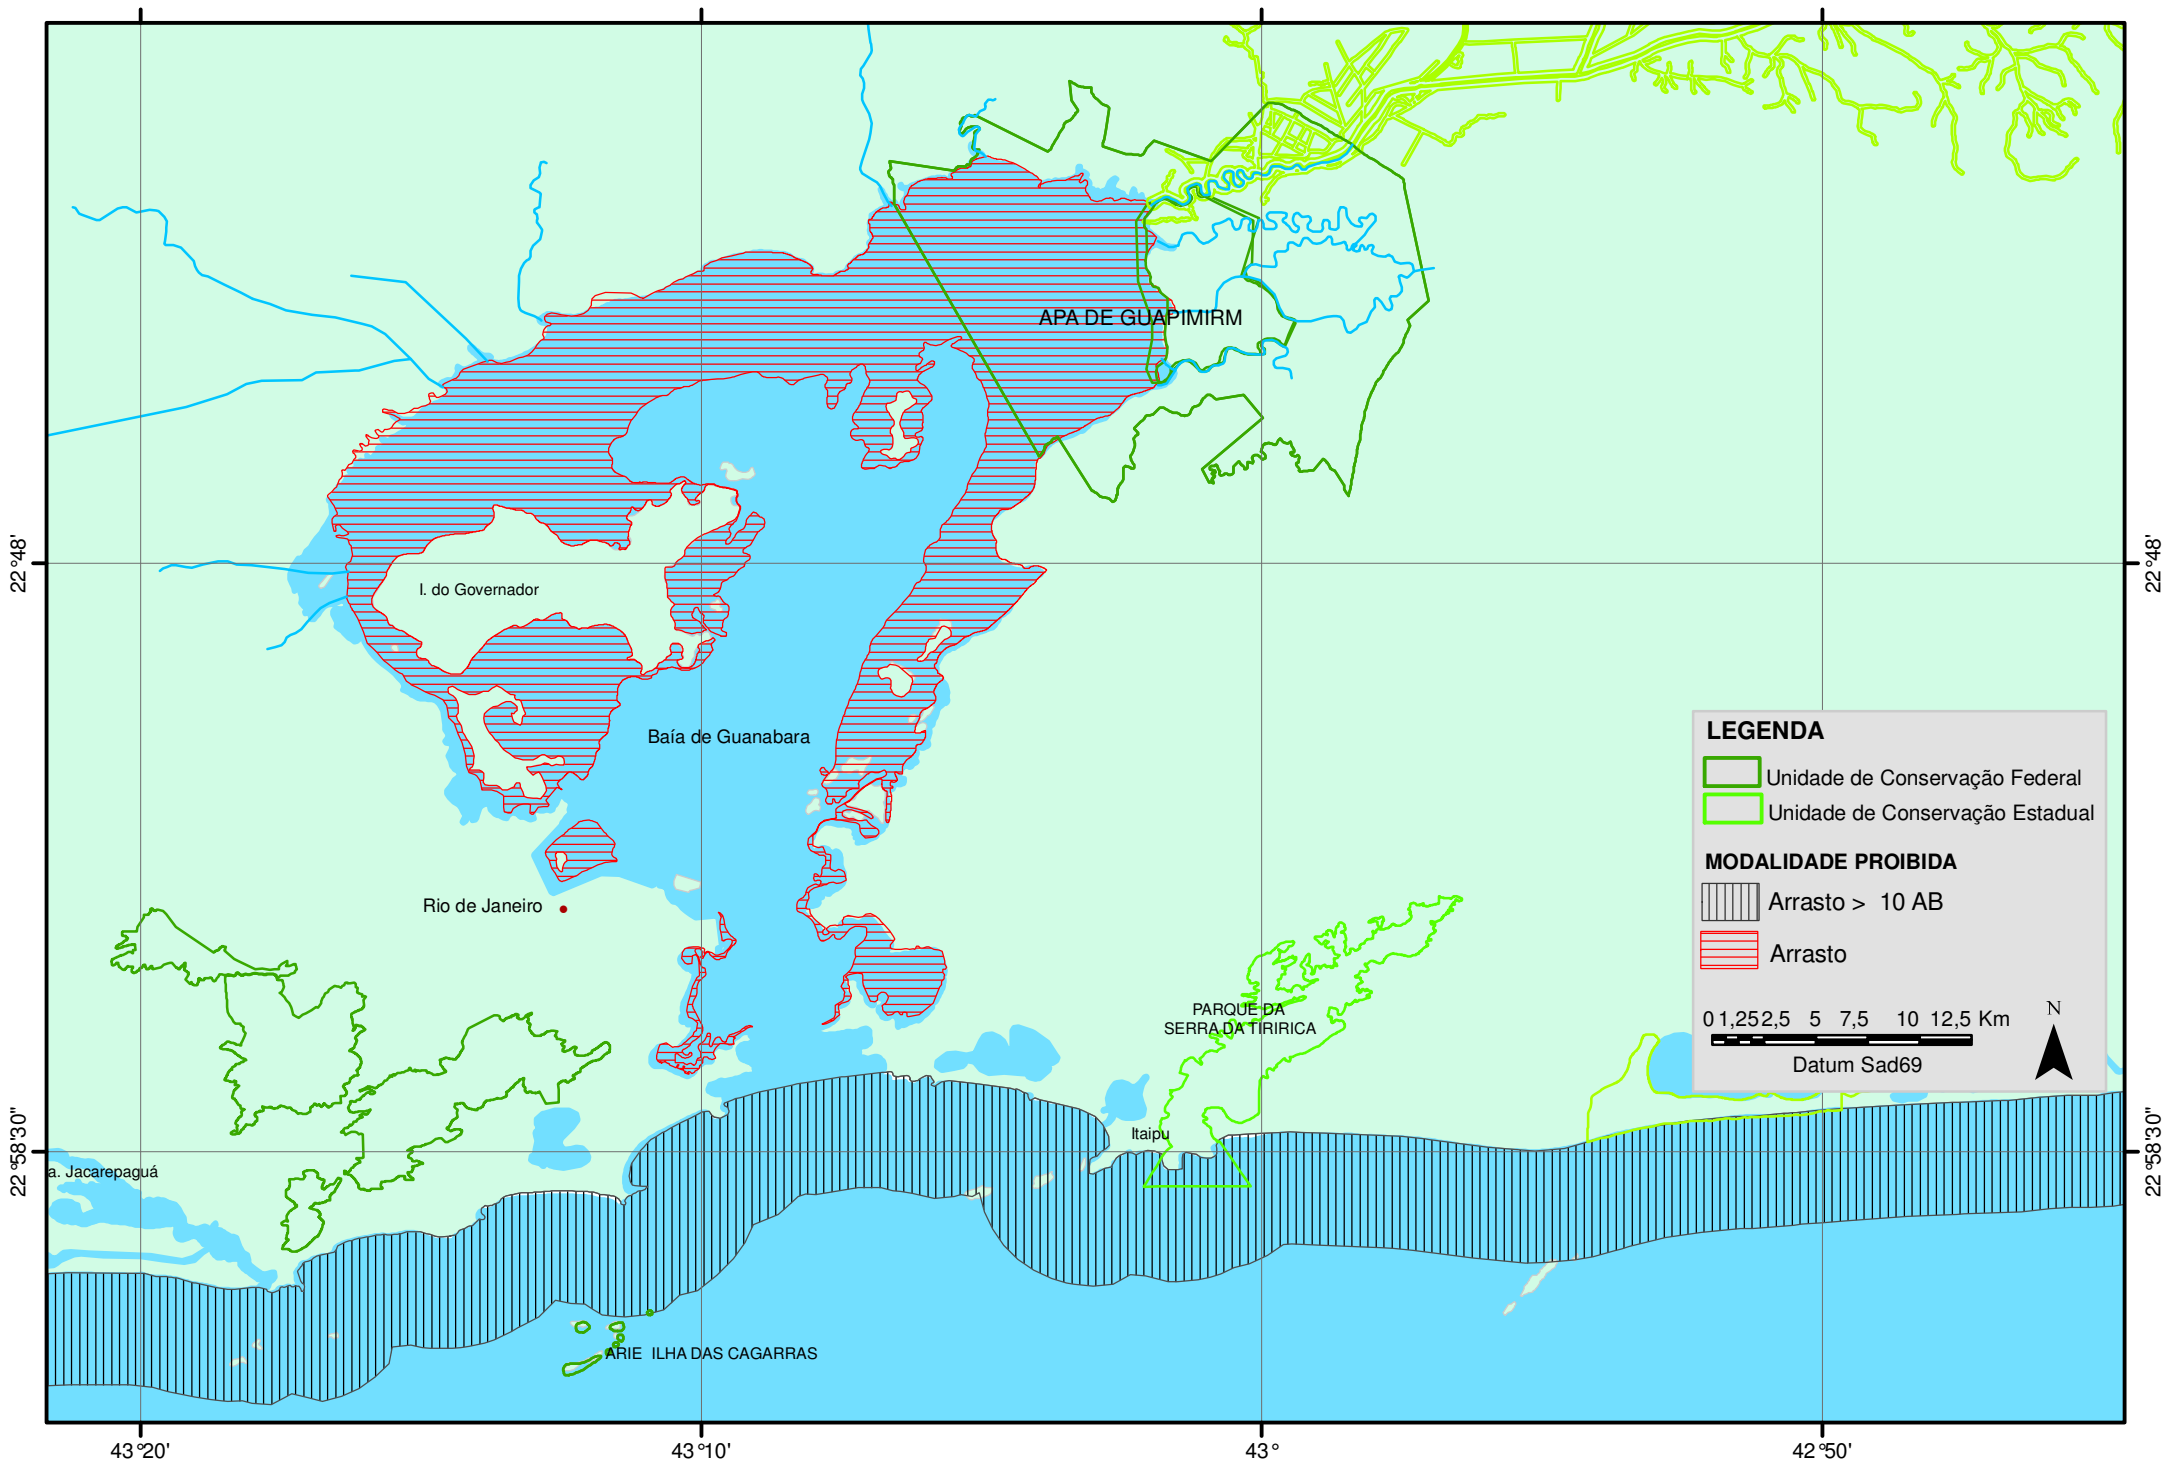 APA DE GUAPIMIRM
22°48'
22°48'
I. do Governador
Baía de Guanabara
LEGENDA
Unidade de Conservação Federal
Unidade de Conservação Estadual
MODALIDADE PROIBIDA
Arrasto > 10 AB
Arrasto
Rio de Janeiro
PARQUE DA
SERRA DA TIRIRICA
N
0 1,25 2,5 5 7,5 10 12,5 Km
Datum Sad69
Itaipu
22°58'30"
22°58'30"
a. Jacarepaguá
ARIE ILHA DAS CAGARRAS
43°20'
43°10'
43°
42°50'